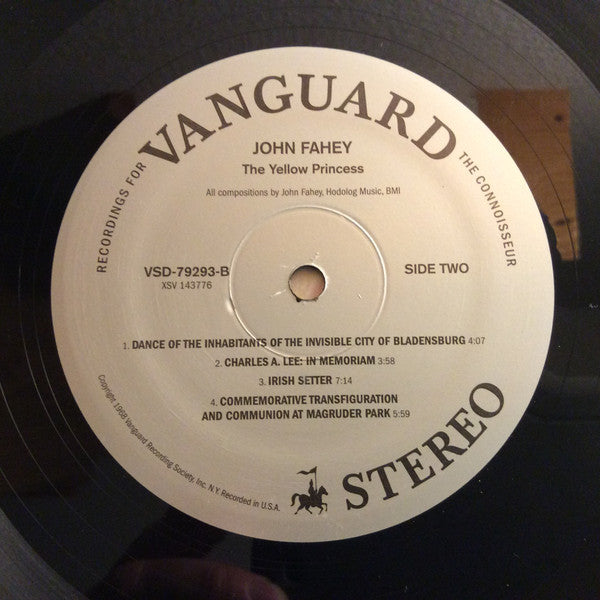 RECORDINGS FOR
VANGUARD
THE CONNOISSEUR
JOHN FAHEY
The Yellow Princess
All compositions by John Fahey, Hodolog Music, BMI
VSD-79293-B
XSV 143776
SIDE TWO
1. DANCE OF THE INHABITANTS OF THE INVISIBLE CITY OF BLADENSBURG 4:07
2. CHARLES A. LEE: IN MEMORIAM 3:58
3. IRISH SETTER 7:14
4. COMMEMORATIVE TRANSFIGURATION
AND COMMUNION AT MAGRUDER PARK 5:59
Copyright 1968 Vanguard Recording Society, Inc. N.Y. Recorded in U.S.A.
STEREO